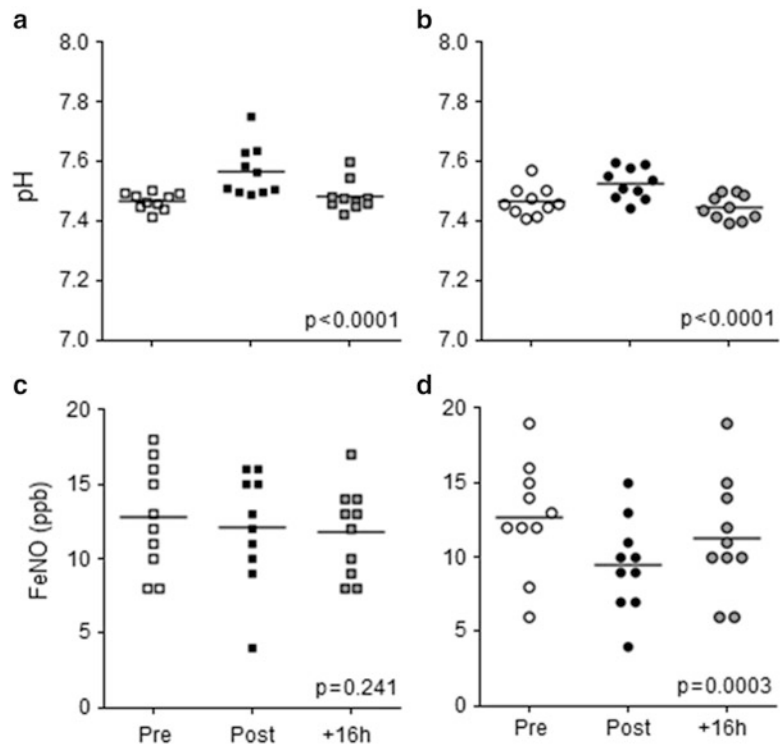 a
8.0
7.8
7.6
7.4
7.2
7.0
pH
p<0.0001
b
8.0
7.8
7.6
7.4
7.2
7.0
p<0.0001
c
20
15
10
5
0
FeNO (ppb)
p=0.241
Pre Post +16h
d
20
15
10
5
0
p=0.0003
Pre Post +16h